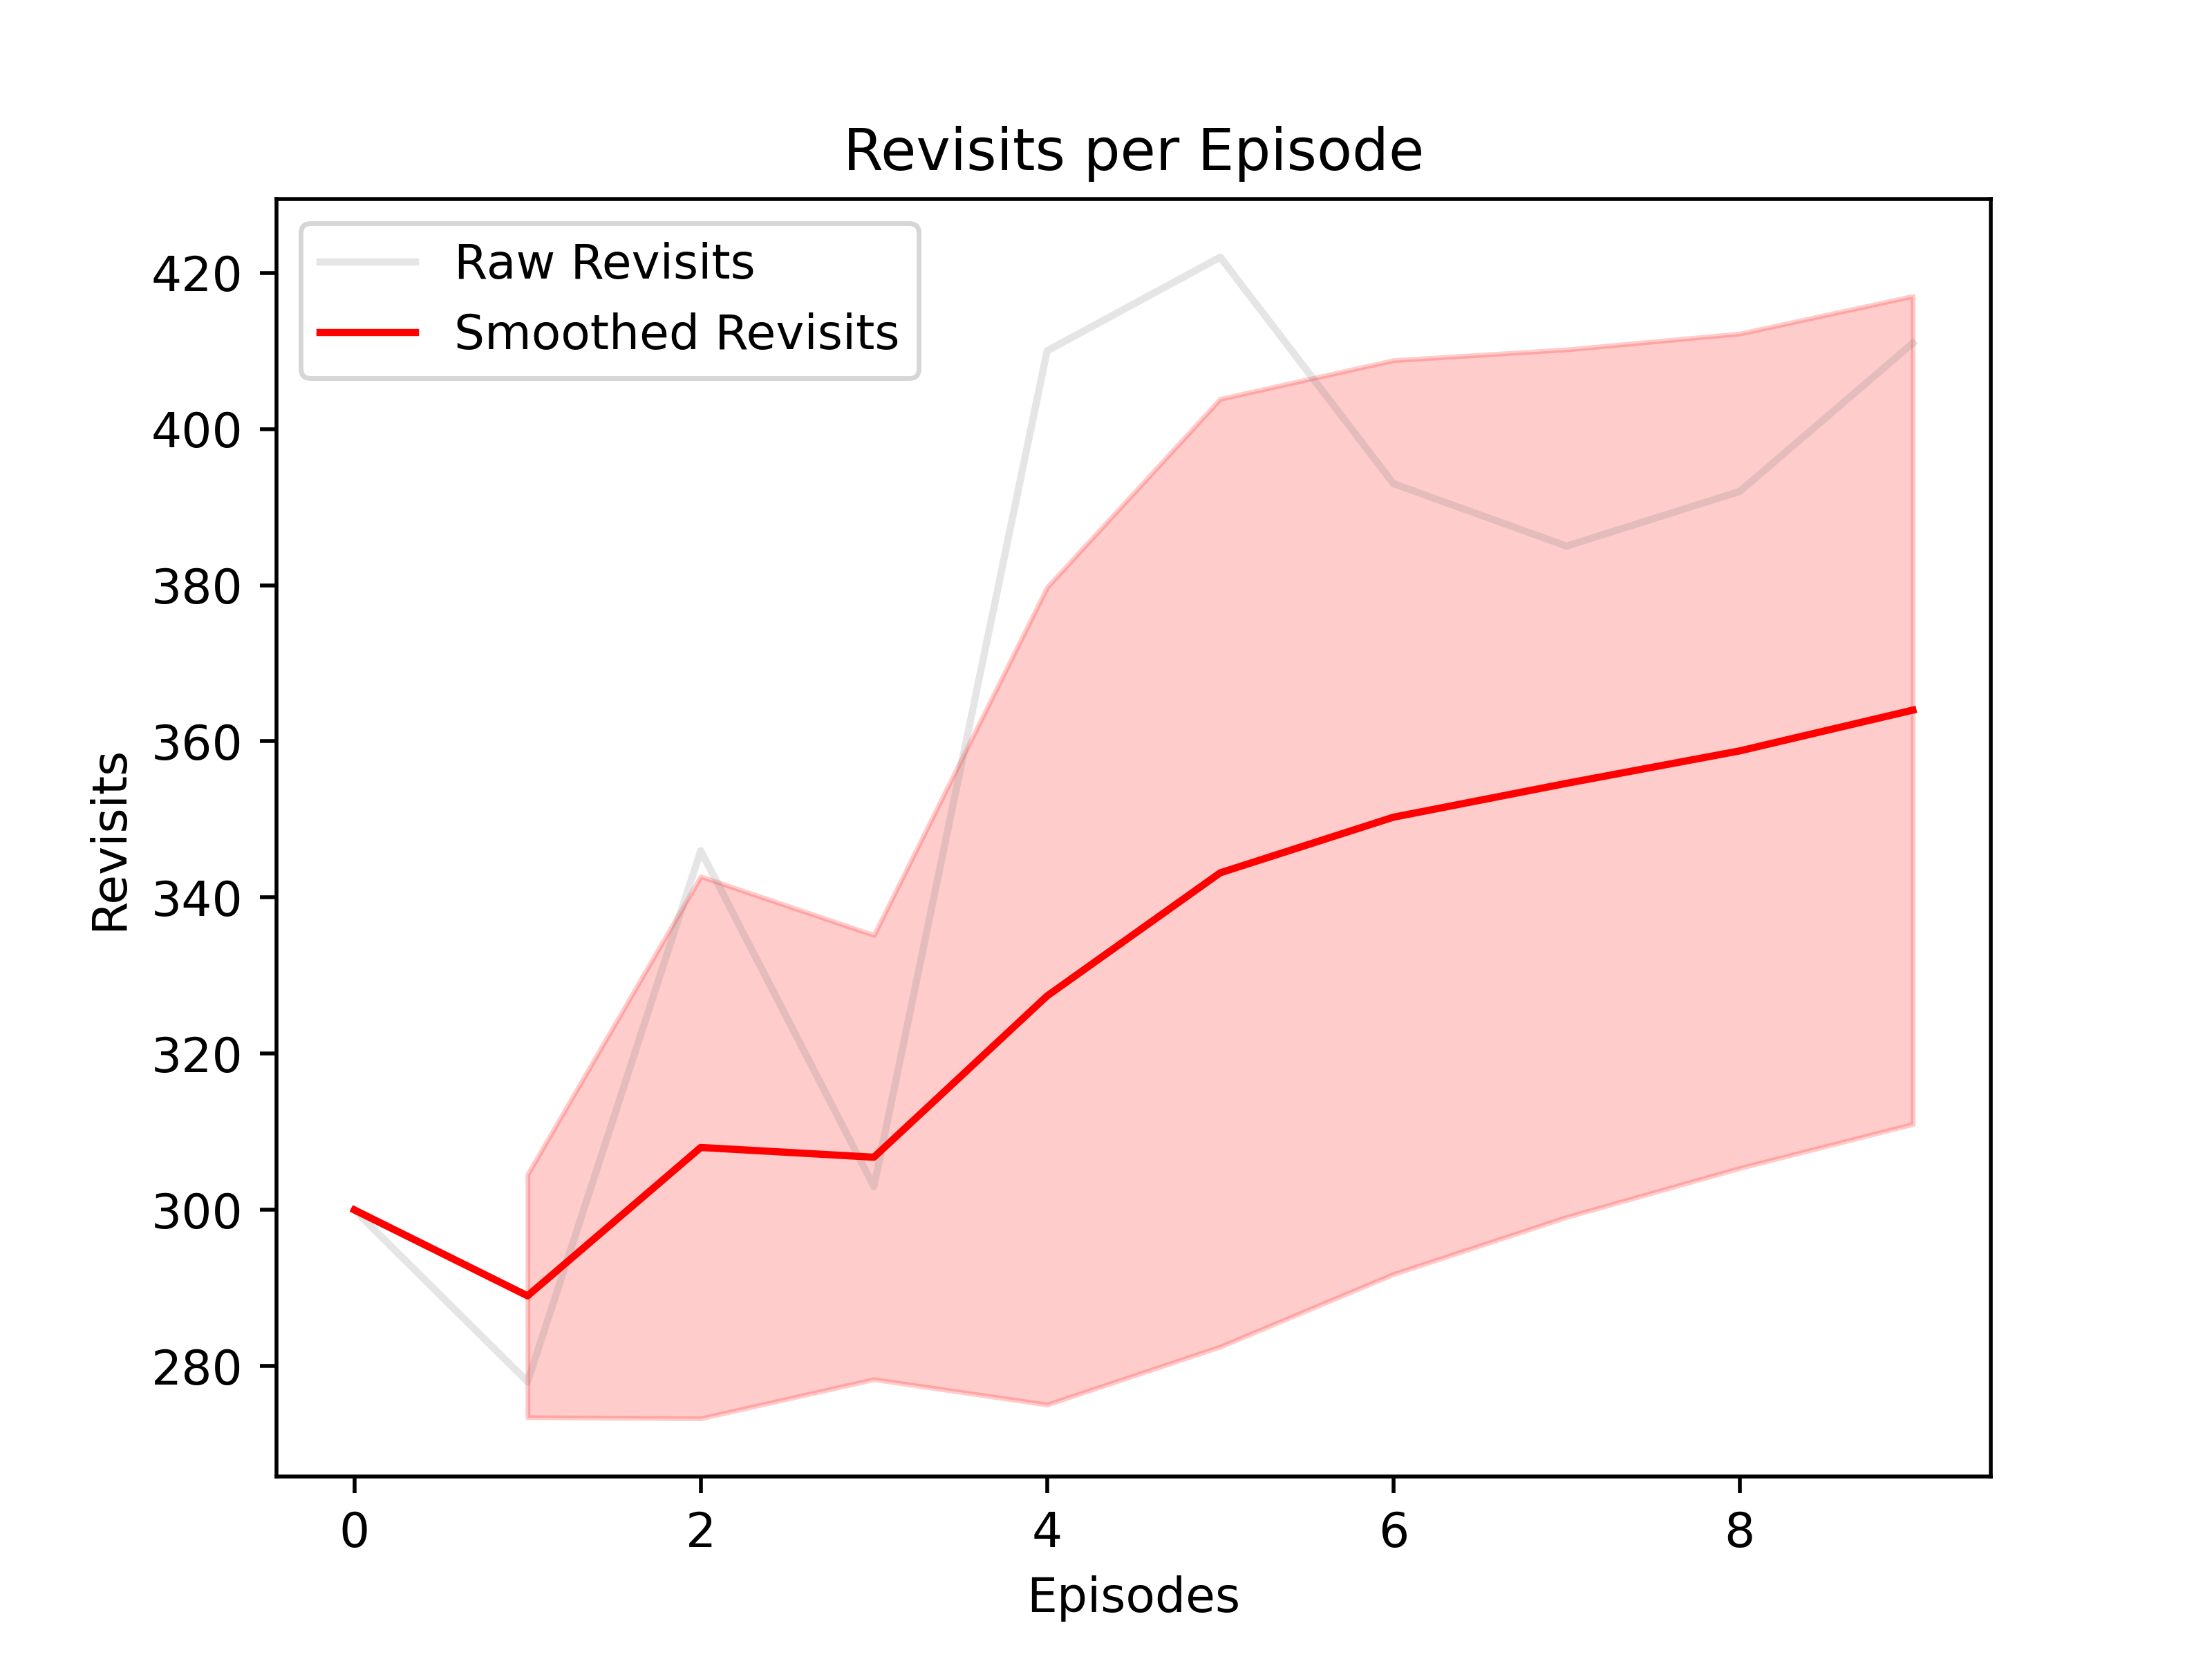 Revisits per Episode
Raw Revisits
Smoothed Revisits
420
400
380
360
340
320
300
280
Revisits
0 2 4 6 8
Episodes